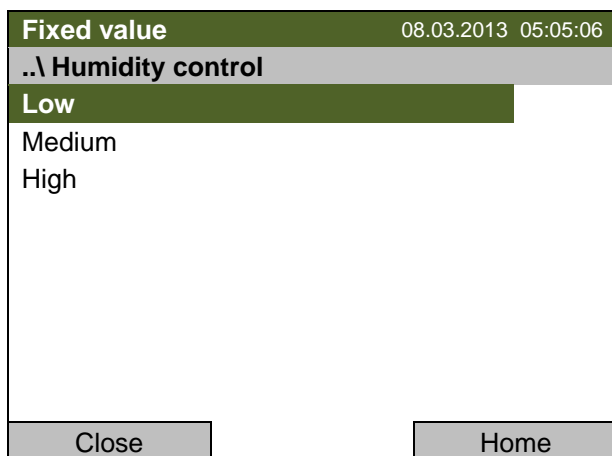 Fixed value 08.03.2013 05:05:06
..\ Humidity control
Low
Medium
High
Close Home